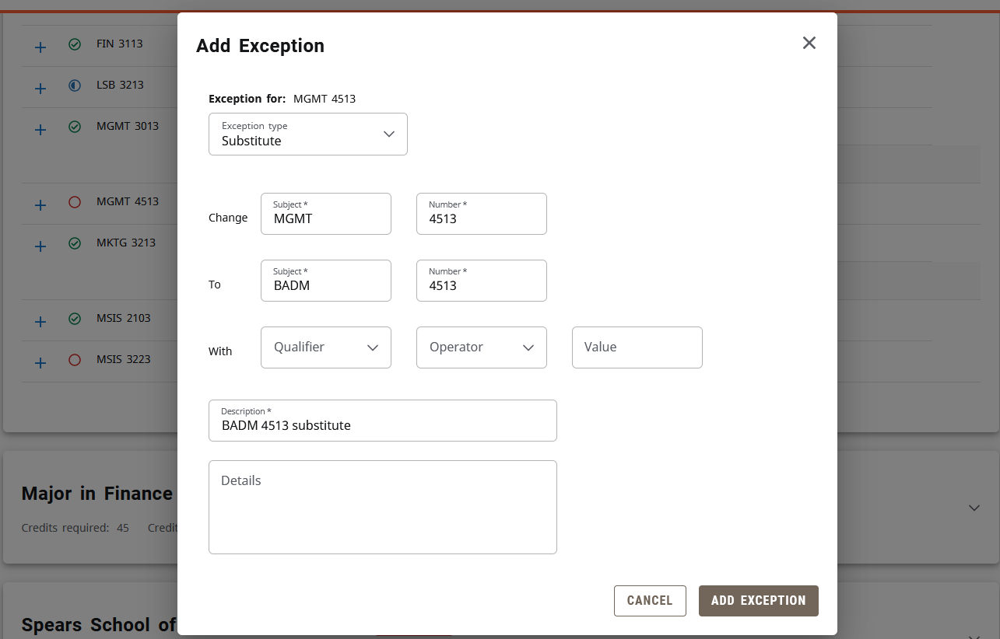 Add Exception
Exception for: MGMT 4513
Exception type
Substitute
Change
Subject *
MGMT
Number *
4513
To
Subject *
BADM
Number *
4513
With
Qualifier
Operator
Value
Description *
BADM 4513 substitute
Details
CANCEL
ADD EXCEPTION
FIN 3113
LSB 3213
MGMT 3013
MGMT 4513
MKTG 3213
MSIS 2103
MSIS 3223
Major in Finance
Credits required: 45
Spears School of